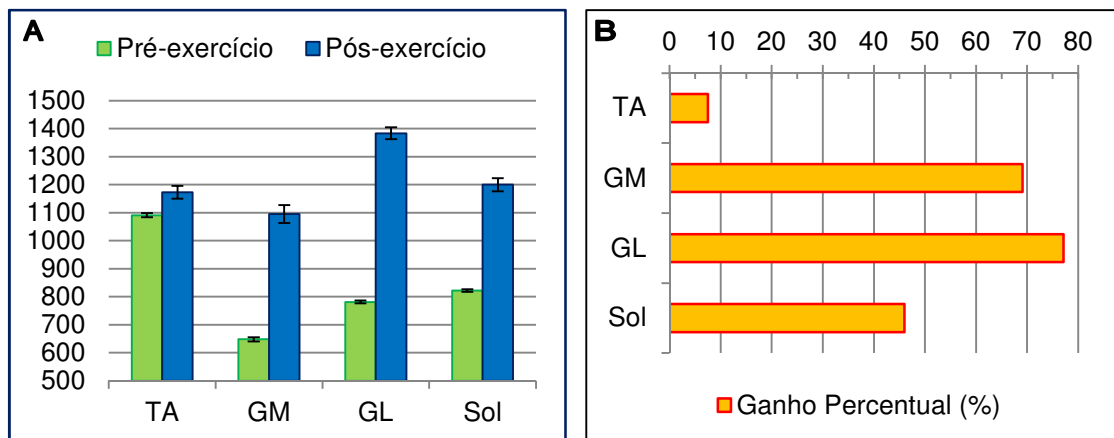 A
Pré-exercício Pós-exercício
1500
1400
1300
1200
1100
1000
900
800
700
600
500
TA GM GL Sol
B
0 10 20 30 40 50 60 70 80
TA
GM
GL
Sol
Ganho Percentual (%)